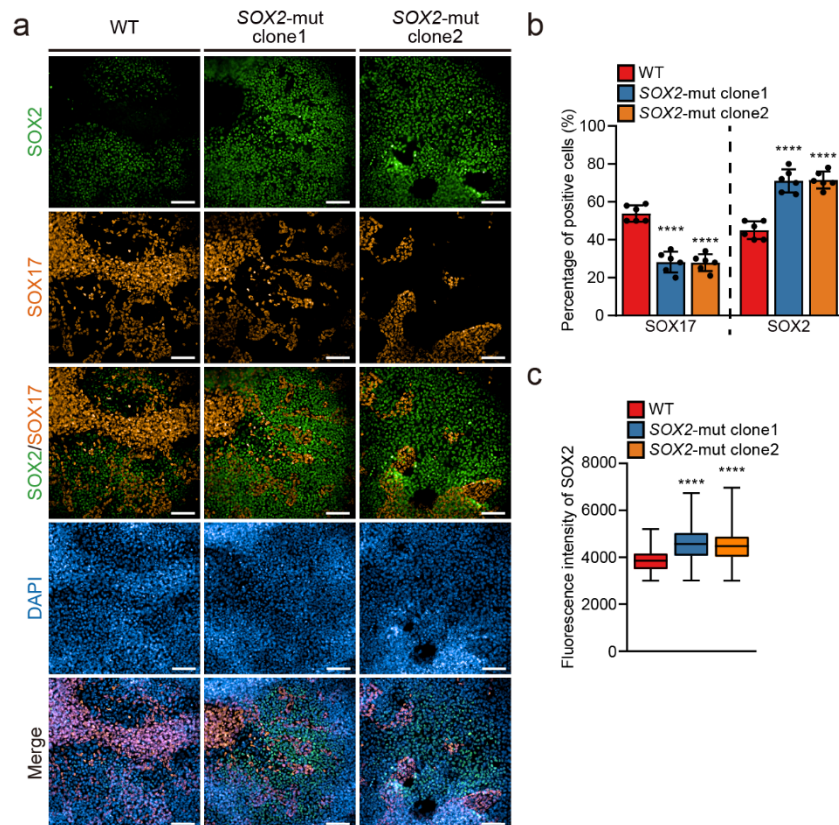 a
WT
SOX2-mut
clone1
SOX2-mut
clone2
SOX2
SOX17
SOX2/SOX17
DAPI
Merge
b
WT
SOX2-mut clone1
SOX2-mut clone2
Percentage of positive cells (%)
100
80
60
40
20
0
****
****
****
****
SOX17
SOX2
c
WT
SOX2-mut clone1
SOX2-mut clone2
Fluorescence intensity of SOX2
8000
6000
4000
2000
0
****
****